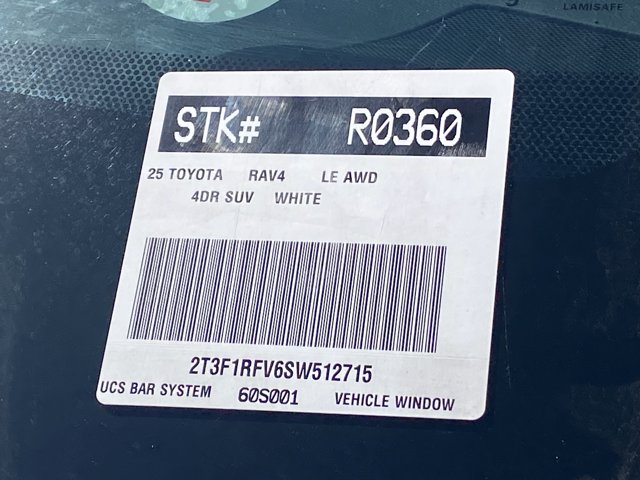 LAMISAFE
STK# R0360
25 TOYOTA RAV4 LE AWD
4DR SUV WHITE
2T3F1RFV6SW512715
UCS BAR SYSTEM 60S001 VEHICLE WINDOW